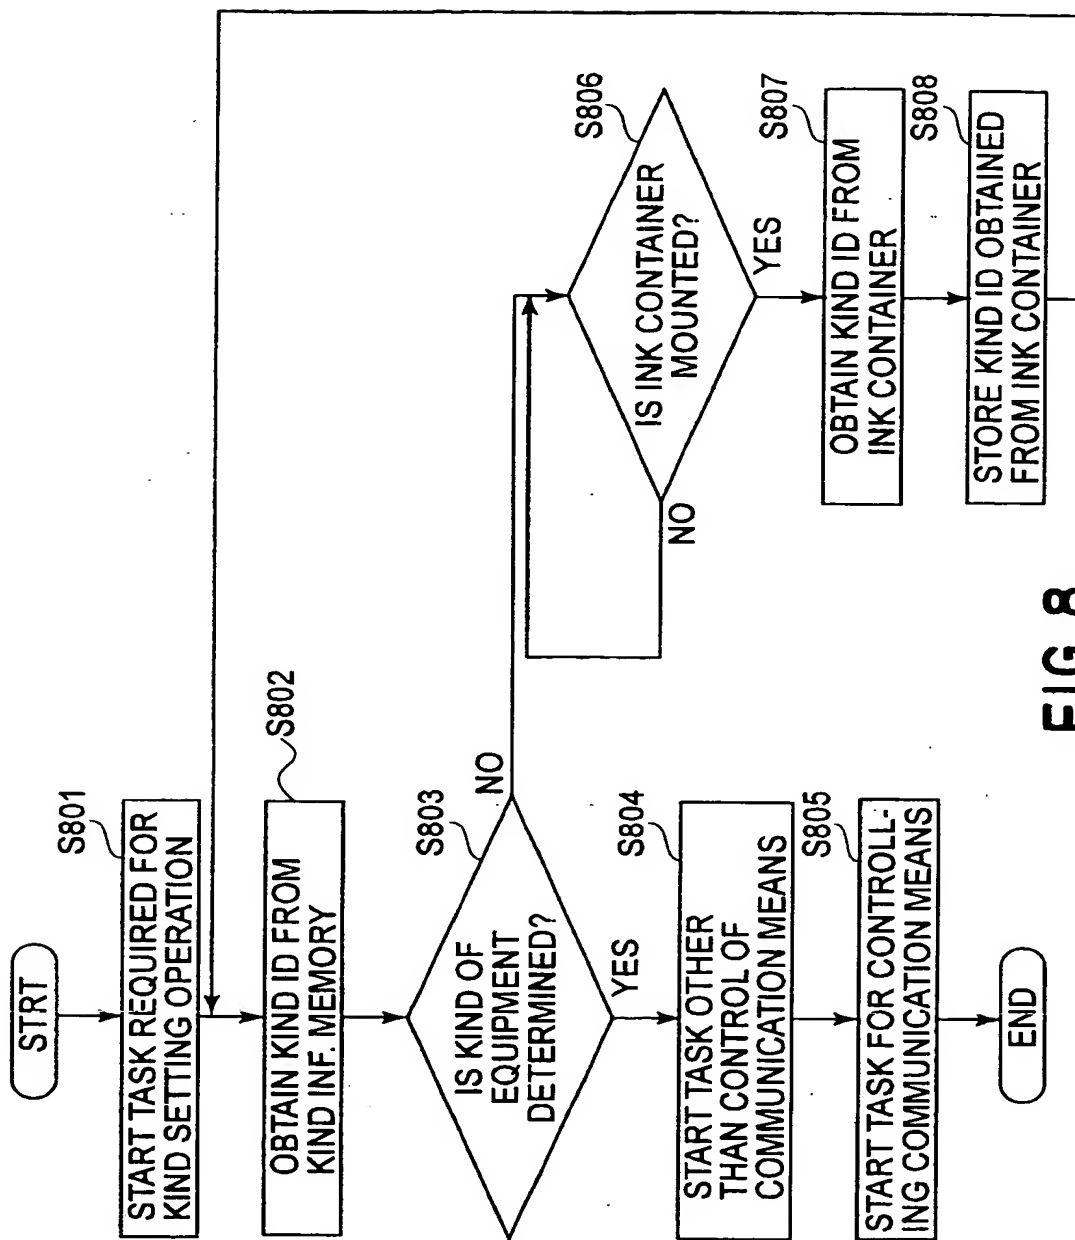 STRT
S801
START TASK REQUIRED FOR
KIND SETTING OPERATION
S802
OBTAIN KIND ID FROM
KIND INF. MEMORY
S803
IS KIND OF
EQUIPMENT
DETERMINED?
NO
YES
S804
START TASK OTHER
THAN CONTROL OF
COMMUNICATION MEANS
S805
START TASK FOR CONTROLL-
ING COMMUNICATION MEANS
END
S806
IS INK CONTAINER
MOUNTED?
NO
YES
S807
OBTAIN KIND ID FROM
INK CONTAINER
S808
STORE KIND ID OBTAINED
FROM INK CONTAINER
FIG. 8